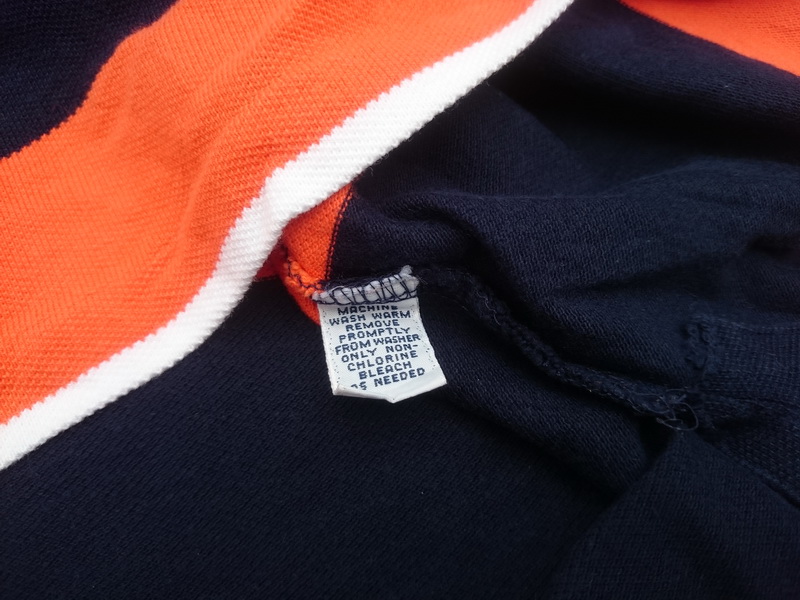 MACHINE
WASH WARM
REMOVE
PROMPTLY
FROM WASHER
ONLY NON-
CHLORINE
BLEACH
AS NEEDED